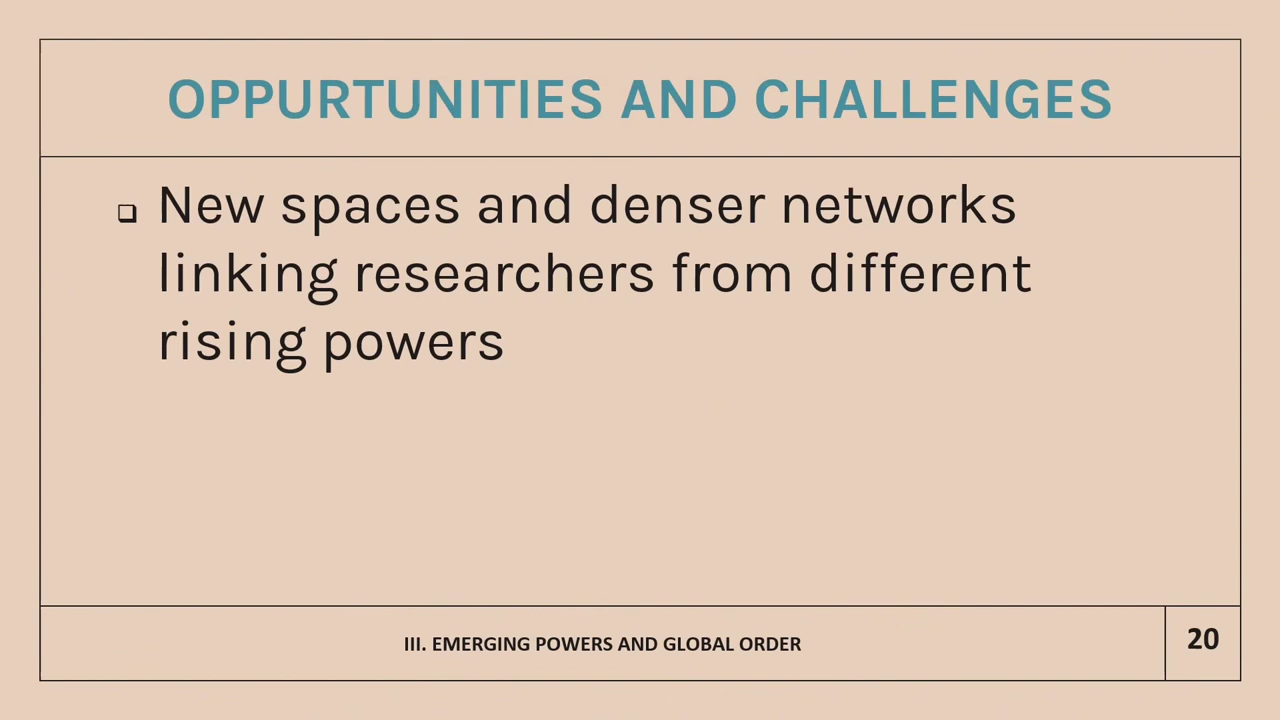 OPPURTUNITIES AND CHALLENGES
❑ New spaces and denser networks
linking researchers from different
rising powers
III. EMERGING POWERS AND GLOBAL ORDER
20